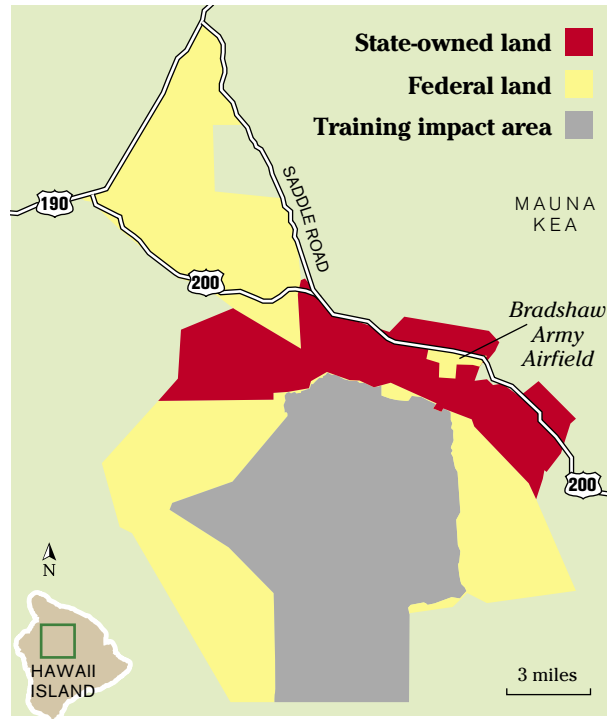 State-owned land
Federal land
Training impact area
SADDLE ROAD
190
MAUNA
KEA
200
Bradshaw
Army
Airfield
200
N
HAWAII
ISLAND
3 miles